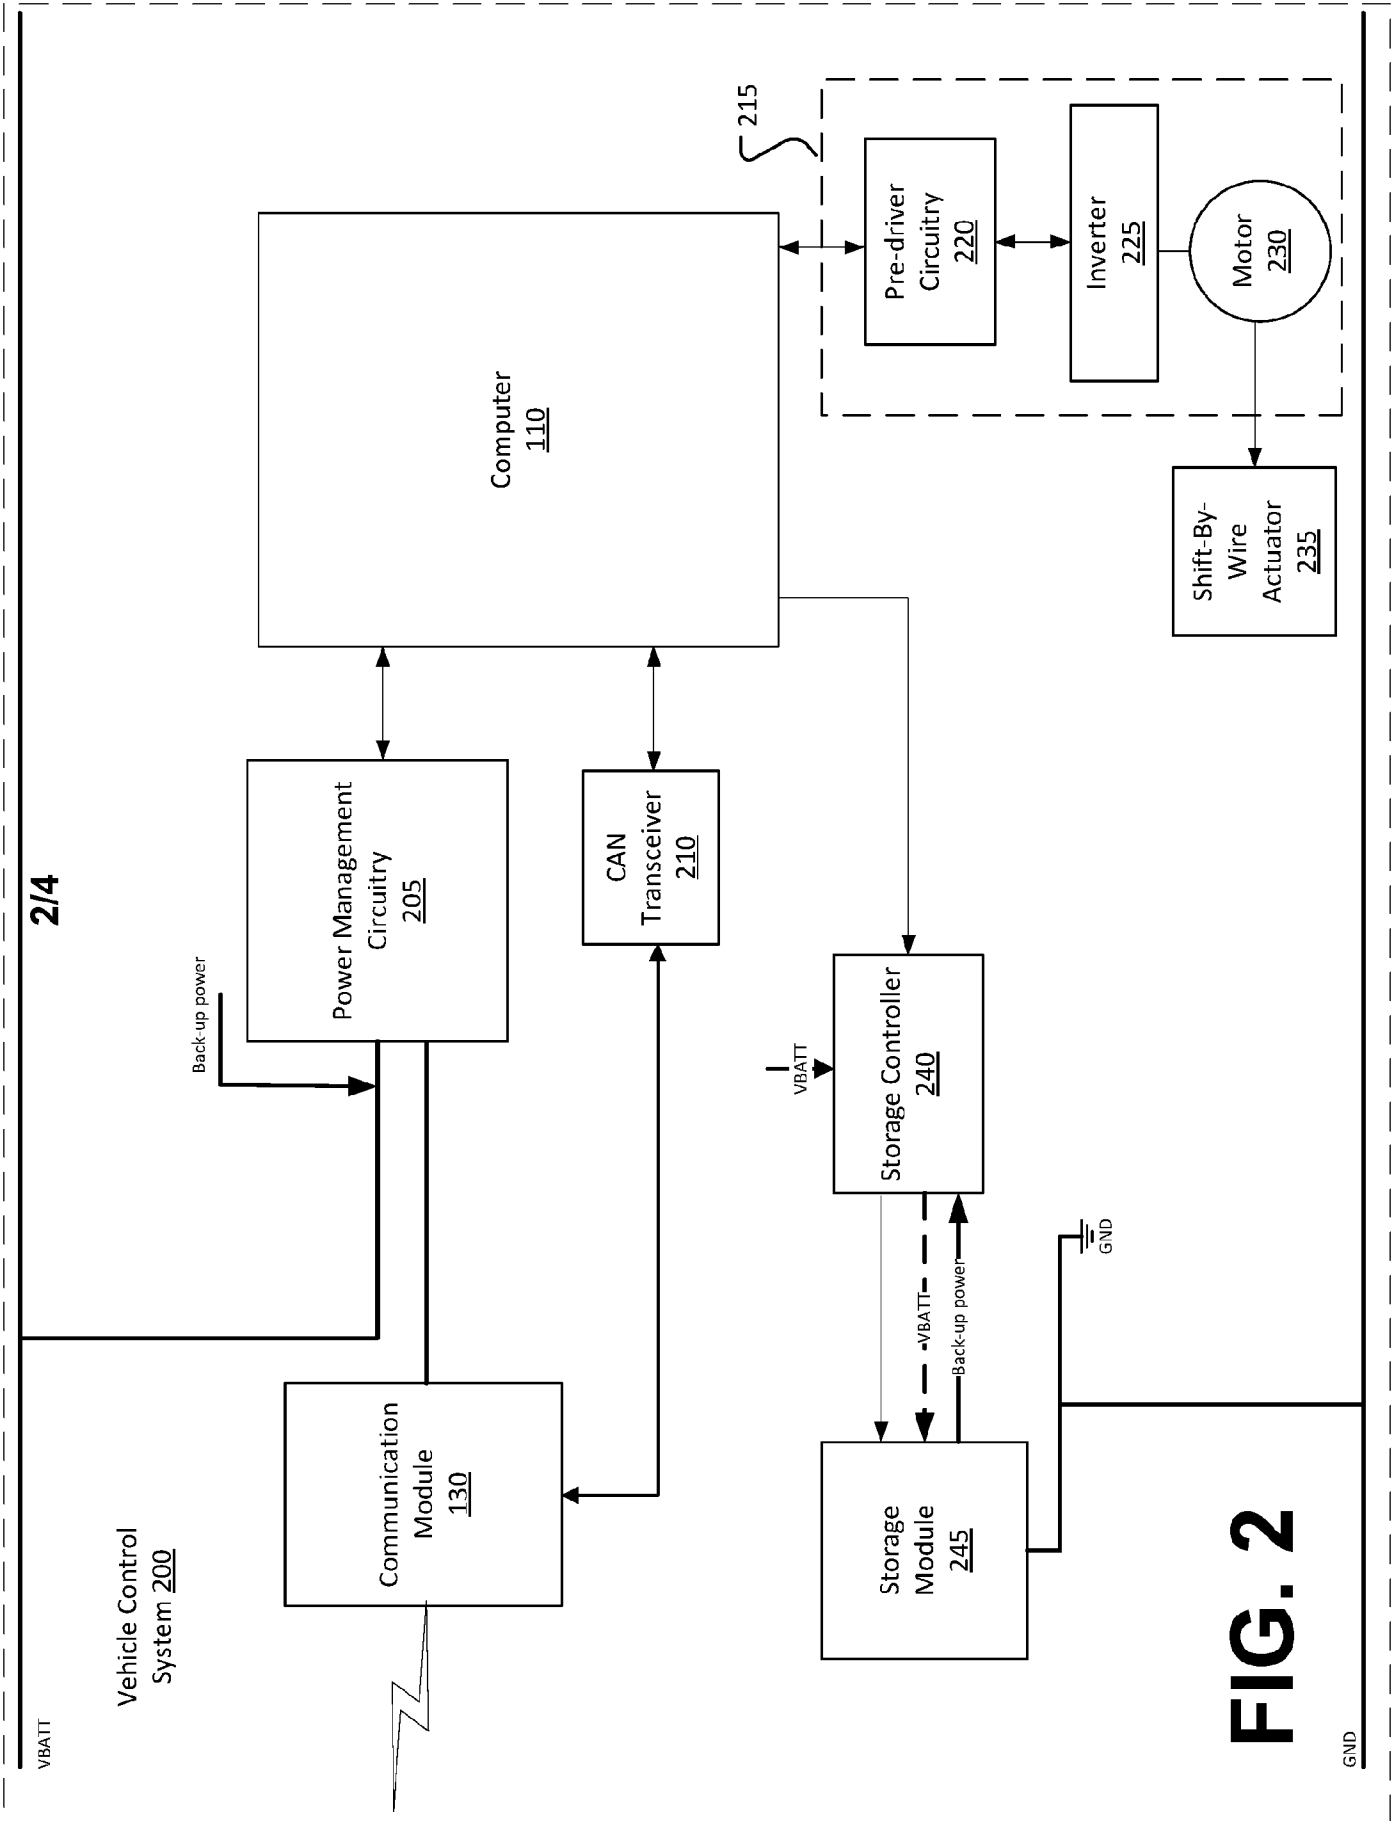 2/4
VBATT
Vehicle Control
System 200
Back-up power
Communication
Module
130
Power Management
Circuitry
205
CAN
Transceiver
210
Computer
110
215
Pre-driver
Circuitry
220
Inverter
225
Motor
230
Shift-By-
Wire
Actuator
235
VBATT
Storage Controller
240
VBATT
Back-up power
Storage
Module
245
GND
FIG. 2
GND